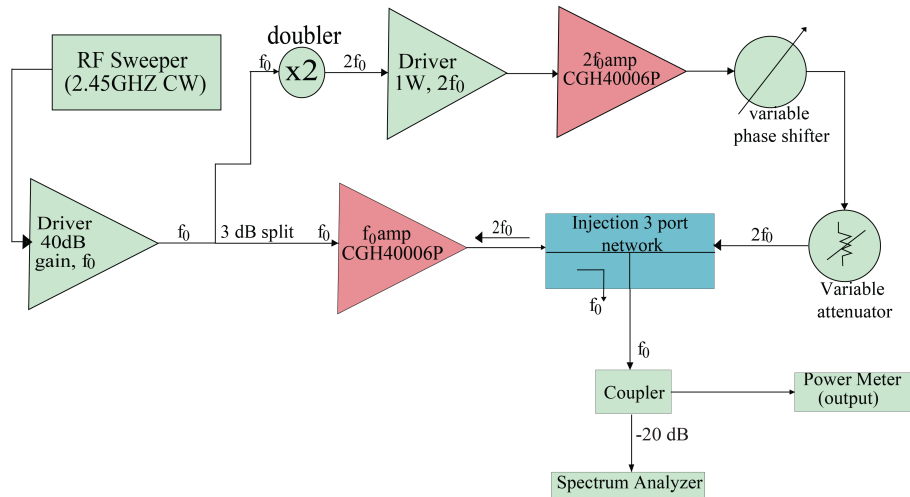 doubler
RF Sweeper
(2.45GHZ CW)
f₀
x2
2f₀
Driver
1W, 2f₀
2f₀amp
CGH40006P
variable
phase shifter
Driver
40dB
gain, f₀
f₀
3 dB split
f₀
f₀amp
CGH40006P
2f₀
Injection 3 port
network
f₀
2f₀
Variable
attenuator
f₀
Coupler
Power Meter
(output)
-20 dB
Spectrum Analyzer